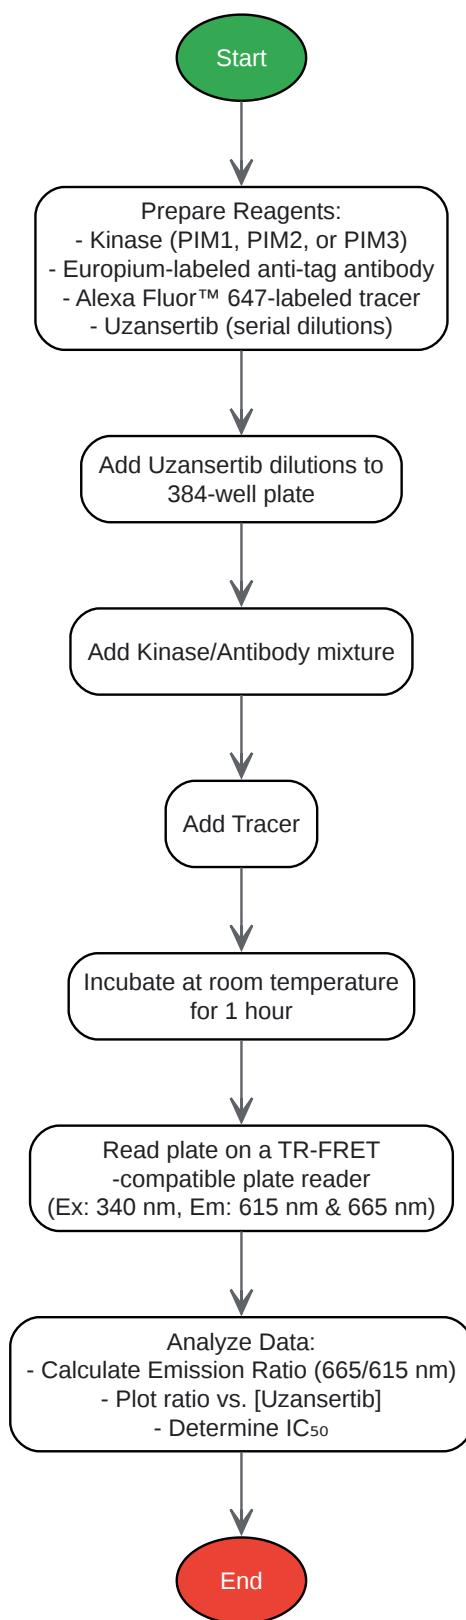 Start
Prepare Reagents:
- Kinase (PIM1, PIM2, or PIM3)
- Europium-labeled anti-tag antibody
- Alexa Fluor™ 647-labeled tracer
- Uzansertib (serial dilutions)
Add Uzansertib dilutions to
384-well plate
Add Kinase/Antibody mixture
Add Tracer
Incubate at room temperature
for 1 hour
Read plate on a TR-FRET
-compatible plate reader
(Ex: 340 nm, Em: 615 nm & 665 nm)
Analyze Data:
- Calculate Emission Ratio (665/615 nm)
- Plot ratio vs. [Uzansertib]
- Determine IC₅₀
End